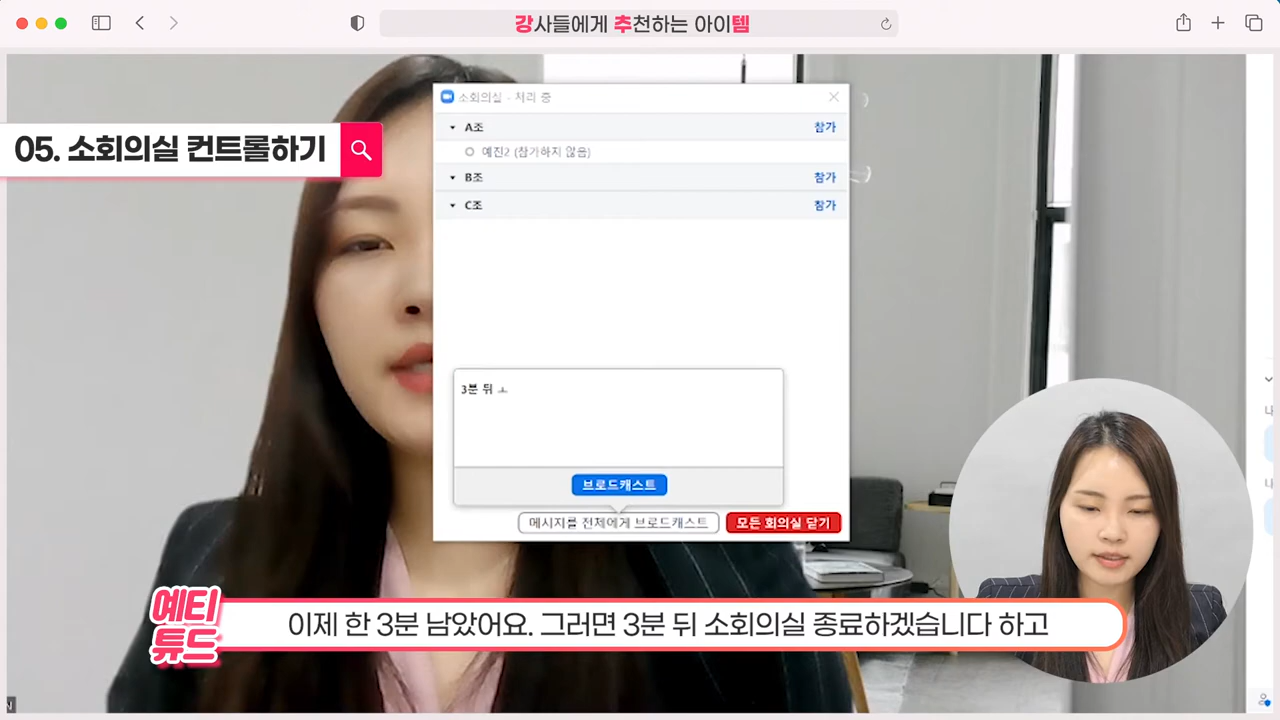 강사들에게 추천하는 아이템
05. 소회의실 컨트롤하기
소회의실 - 처리 중
A조 참가
예진2 (참가하지 않음)
B조 참가
C조 참가
3분 뒤 ㅗ
브로드캐스트
메시지를 전체에게 브로드캐스트
모든 회의실 닫기
예티튜드
이제 한 3분 남았어요. 그러면 3분 뒤 소회의실 종료하겠습니다 하고